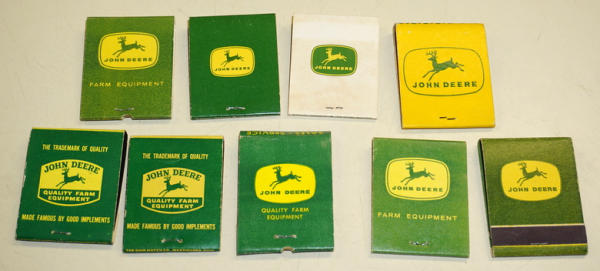 JOHN DEERE
FARM EQUIPMENT
JOHN DEERE
JOHN DEERE
JOHN DEERE
THE TRADEMARK OF QUALITY
JOHN DEERE
QUALITY FARM
EQUIPMENT
MADE FAMOUS BY GOOD IMPLEMENTS
THE TRADEMARK OF QUALITY
JOHN DEERE
QUALITY FARM
EQUIPMENT
MADE FAMOUS BY GOOD IMPLEMENTS
SERVICE
JOHN DEERE
QUALITY FARM
EQUIPMENT
JOHN DEERE
FARM EQUIPMENT
JOHN DEERE